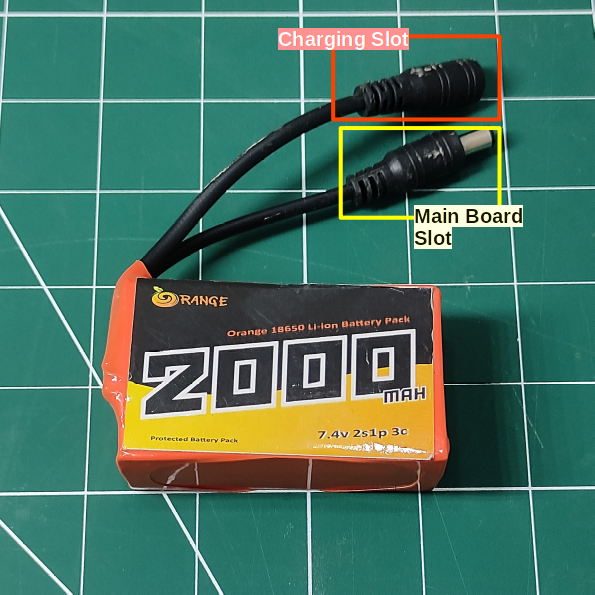 Charging Slot
Main Board
Slot
ORANGE
Orange 18650 Li-ion Battery Pack
2000
MAH
Protected Battery Pack
7.4v 2s1p 3c